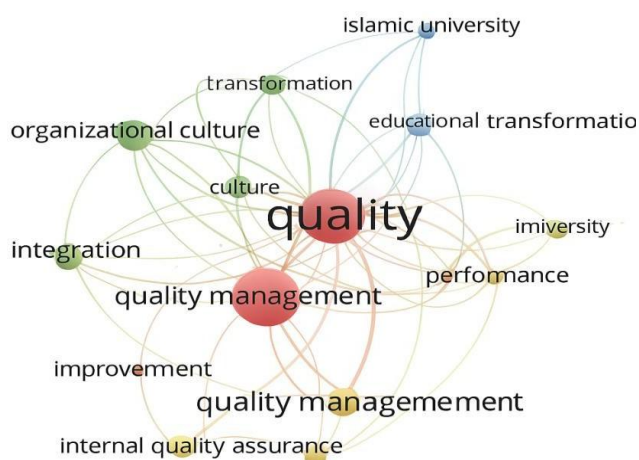 islamic university
transformation
organizational culture
educational transformatio
culture
quality
imiversity
integration
performance
quality management
improvement
quality managemement
internal quality assurance